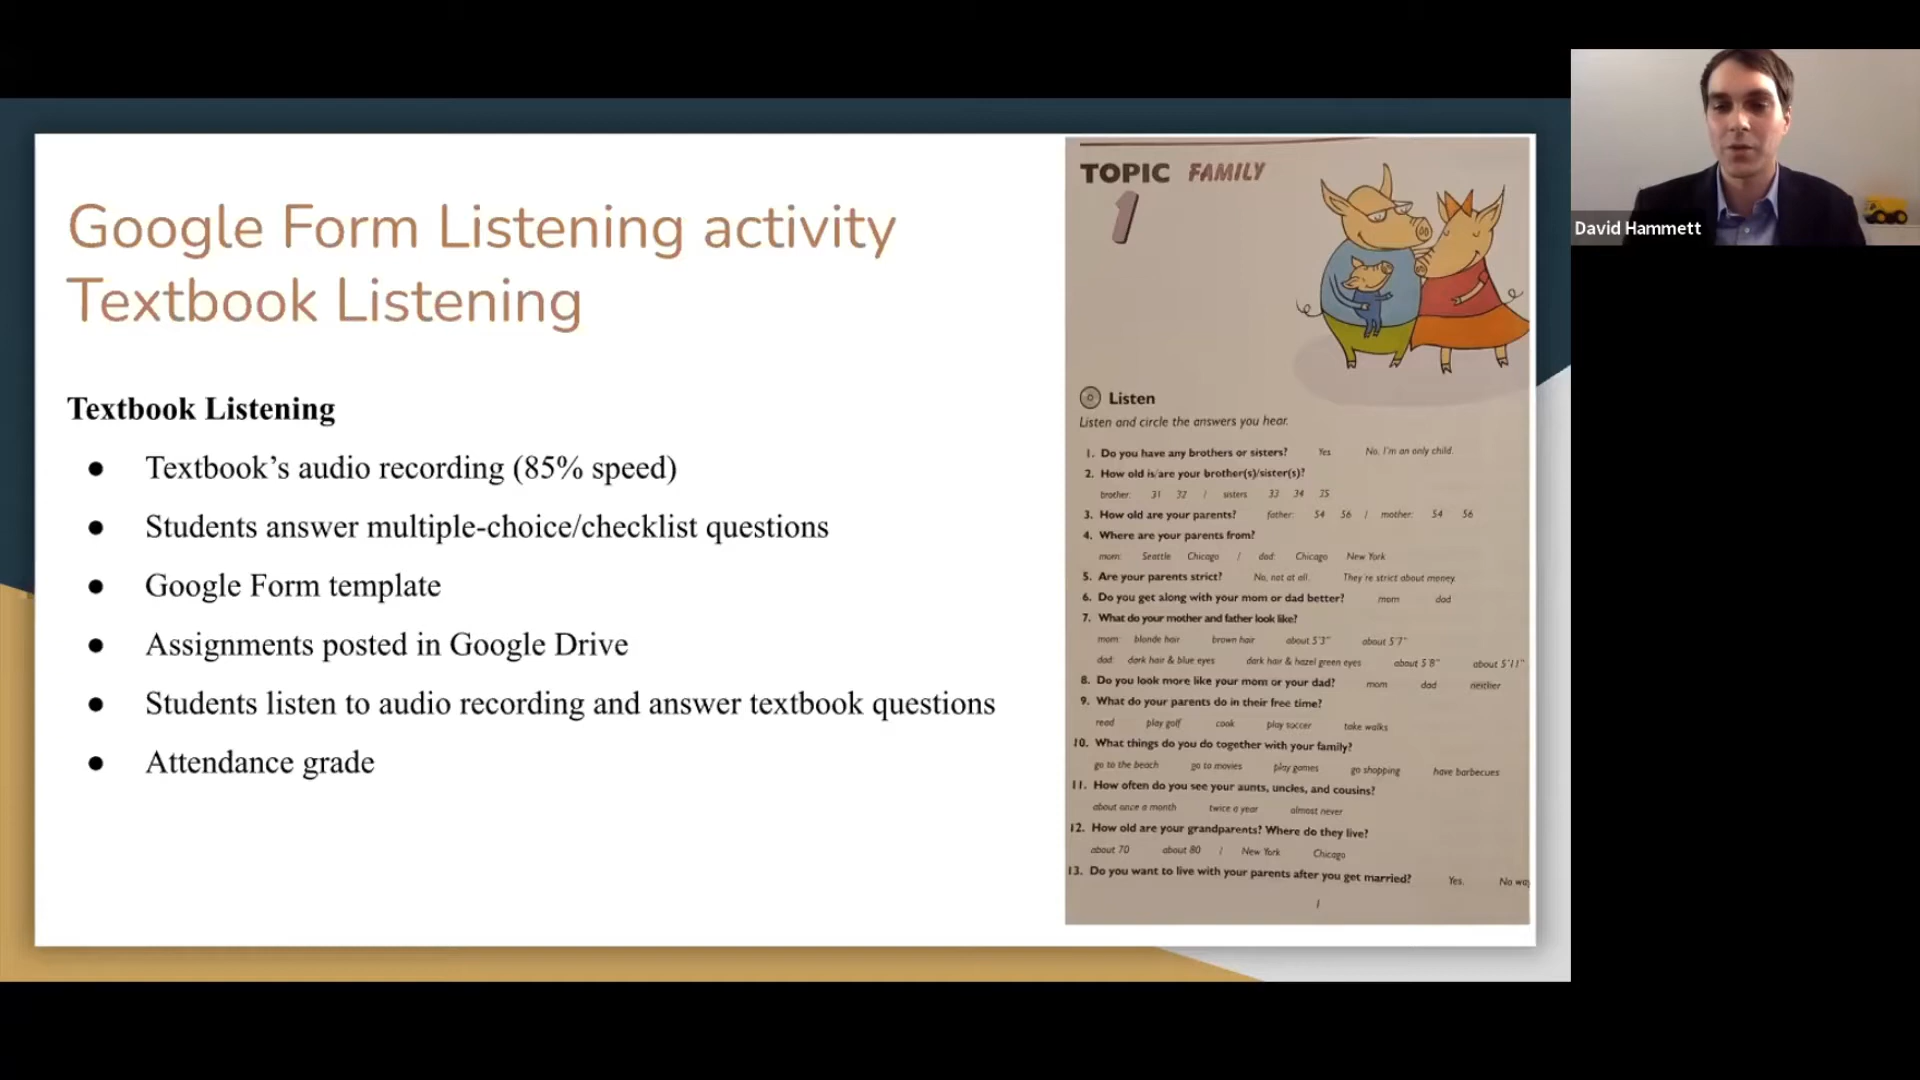 Google Form Listening activity
Textbook Listening
Textbook Listening
● Textbook’s audio recording (85% speed)
● Students answer multiple-choice/checklist questions
● Google Form template
● Assignments posted in Google Drive
● Students listen to audio recording and answer textbook questions
● Attendance grade
TOPIC FAMILY
1
Listen
Listen and circle the answers you hear.
1. Do you have any brothers or sisters? Yes No, I'm an only child.
2. How old is/are your brother(s)/sister(s)?
brother: 31 32 / sisters 33 34 35
3. How old are your parents? father: 54 56 / mother: 54 56
4. Where are your parents from?
mom: Seattle Chicago / dad: Chicago New York
5. Are your parents strict? No, not at all. They're strict about money.
6. Do you get along with your mom or dad better? mom dad
7. What do your mother and father look like?
mom: blonde hair brown hair about 5'3" about 5'7"
dad: dark hair & blue eyes dark hair & hazel green eyes about 5'8" about 5'11"
8. Do you look more like your mom or your dad? mom dad neither
9. What do your parents do in their free time?
read play golf cook play soccer take walks
10. What things do you do together with your family?
go to the beach go to movies play games go shopping have barbecues
11. How often do you see your aunts, uncles, and cousins?
about once a month twice a year almost never
12. How old are your grandparents? Where do they live?
about 70 about 80 / New York Chicago
13. Do you want to live with your parents after you get married? Yes. No
1
David Hammett